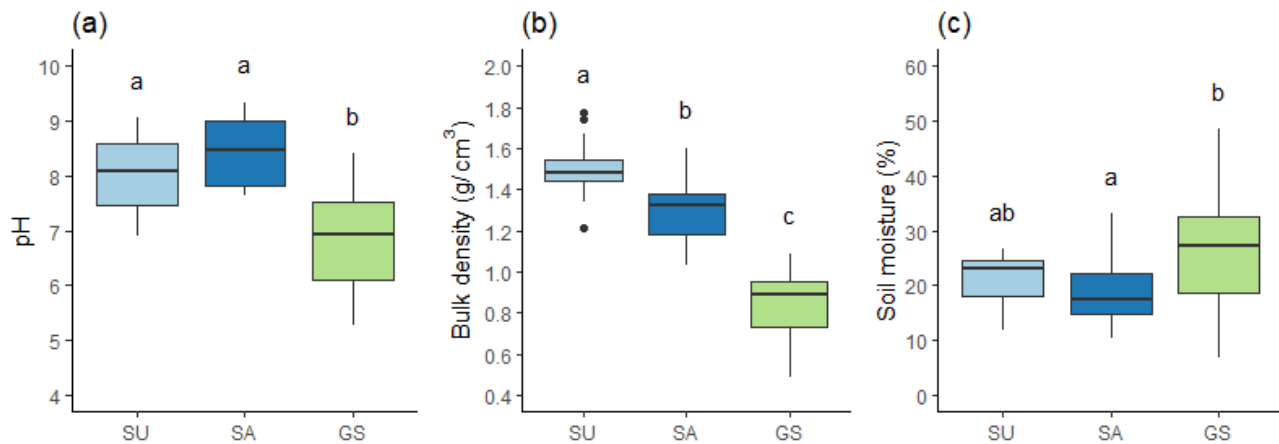 (a)
pH
10
9
8
7
6
5
4
a
a
b
SU
SA
GS
(b)
Bulk density (g/cm³)
2.0
1.8
1.6
1.4
1.2
1.0
0.8
0.6
0.4
a
b
c
SU
SA
GS
(c)
Soil moisture (%)
60
50
40
30
20
10
0
ab
a
b
SU
SA
GS